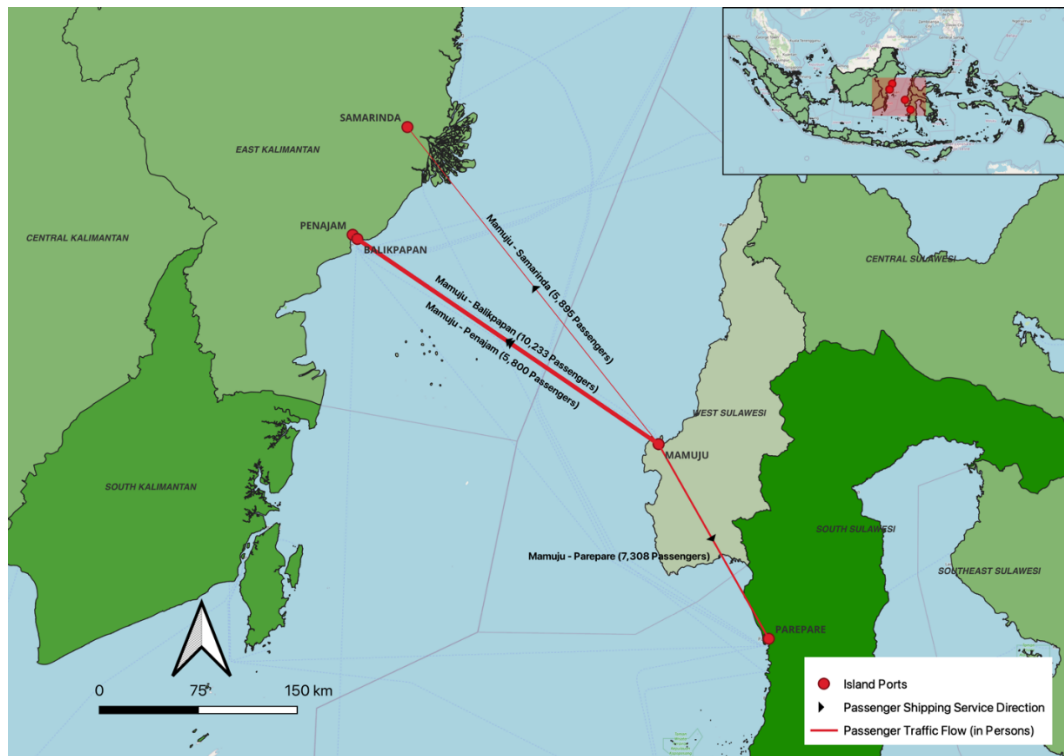 SAMARINDA
EAST KALIMANTAN
PENAJAM
BALIKPAPAN
CENTRAL KALIMANTAN
CENTRAL SULAWESI
Mamuju - Samarinda (5,895 Passengers)
Mamuju - Balikpapan (10,233 Passengers)
Mamuju - Penajam (5,800 Passengers)
WEST SULAWESI
MAMUJU
SOUTH KALIMANTAN
SOUTH SULAWESI
Mamuju - Parepare (7,308 Passengers)
SOUTHEAST SULAWESI
PAREPARE
0 75 150 km
Island Ports
Passenger Shipping Service Direction
Passenger Traffic Flow (in Persons)